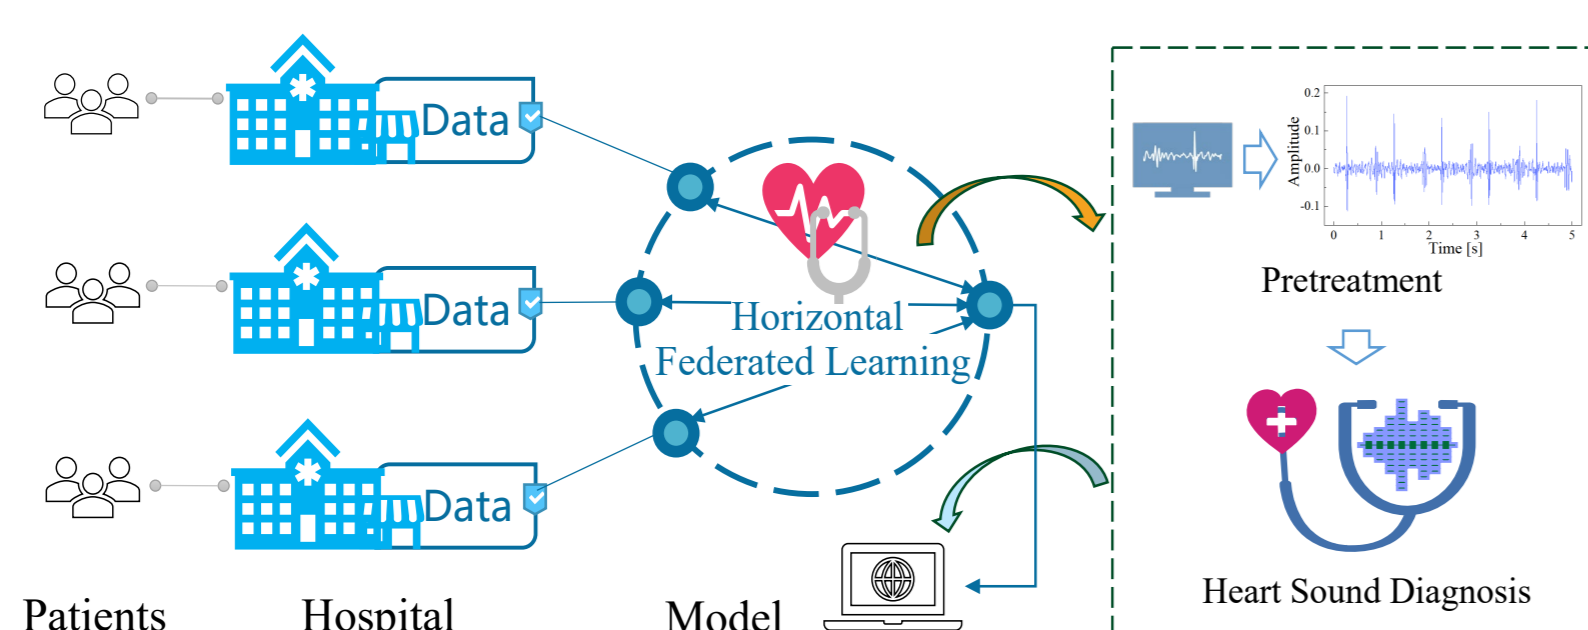 Data
Data
Data
Horizontal
Federated Learning
0.2
0.1
0.0
-0.1
Amplitude
0 1 2 3 4 5
Time [s]
Pretreatment
Heart Sound Diagnosis
Patients
Hospital
Model